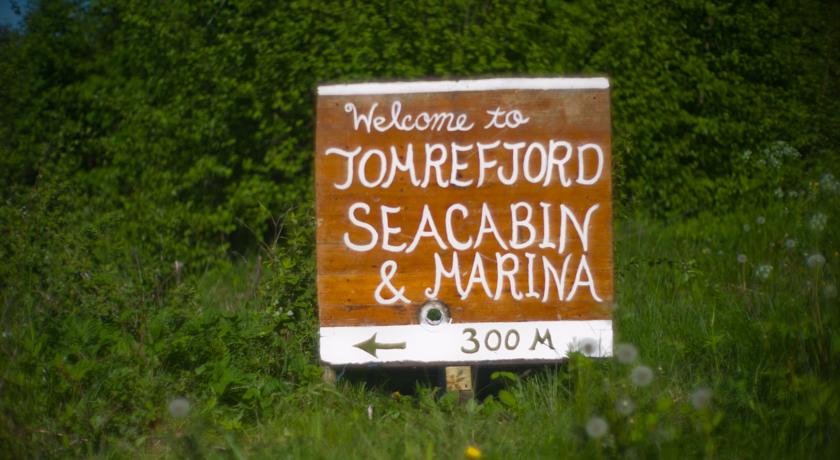 Welcome to
TOMREFJORD
SEACABIN
& MARINA
300 M